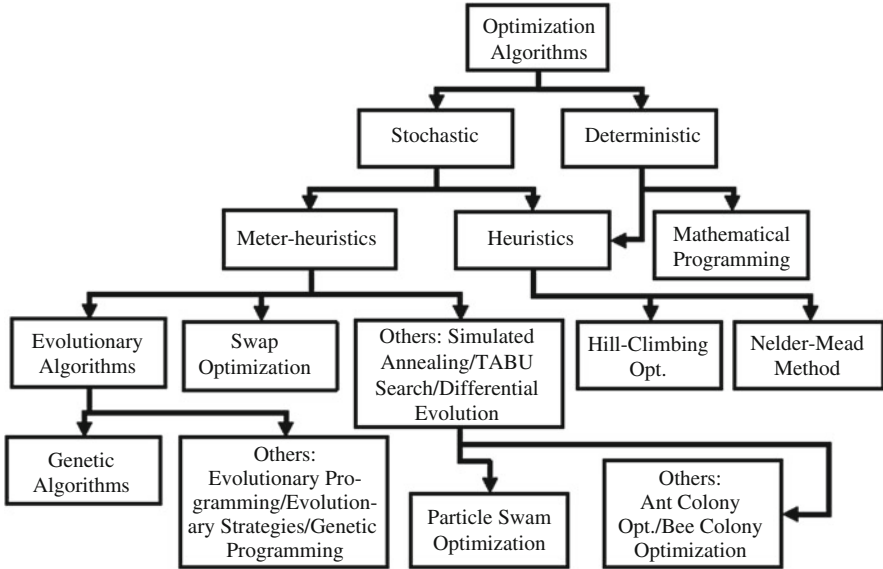 Optimization
Algorithms
Stochastic
Deterministic
Meter-heuristics
Heuristics
Mathematical
Programming
Evolutionary
Algorithms
Swap
Optimization
Others: Simulated
Annealing/TABU
Search/Differential
Evolution
Hill-Climbing
Opt.
Nelder-Mead
Method
Genetic
Algorithms
Others:
Evolutionary Pro-
gramming/Evolution-
ary Strategies/Genetic
Programming
Particle Swam
Optimization
Others:
Ant Colony
Opt./Bee Colony
Optimization